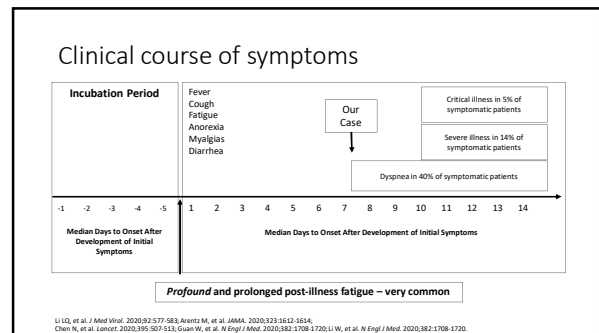 Clinical course of symptoms
Incubation Period
Fever
Cough
Fatigue
Anorexia
Myalgias
Diarrhea
Our
Case
Critical illness in 5% of
symptomatic patients
Severe illness in 14% of
symptomatic patients
Dyspnea in 40% of symptomatic patients
-1 -2 -3 -4 -5 1 2 3 4 5 6 7 8 9 10 11 12 13 14
Median Days to Onset After
Development of Initial
Symptoms
Median Days to Onset After Development of Initial Symptoms
Profound and prolonged post-illness fatigue – very common
Li LQ, et al. J Med Virol. 2020;92:577-583; Arentz M, et al. JAMA. 2020;323:1612-1614;
Chen N, et al. Lancet. 2020;395:507-513; Guan W, et al. N Engl J Med. 2020;382:1708-1720; Li W, et al. N Engl J Med. 2020;382:1708-1720.